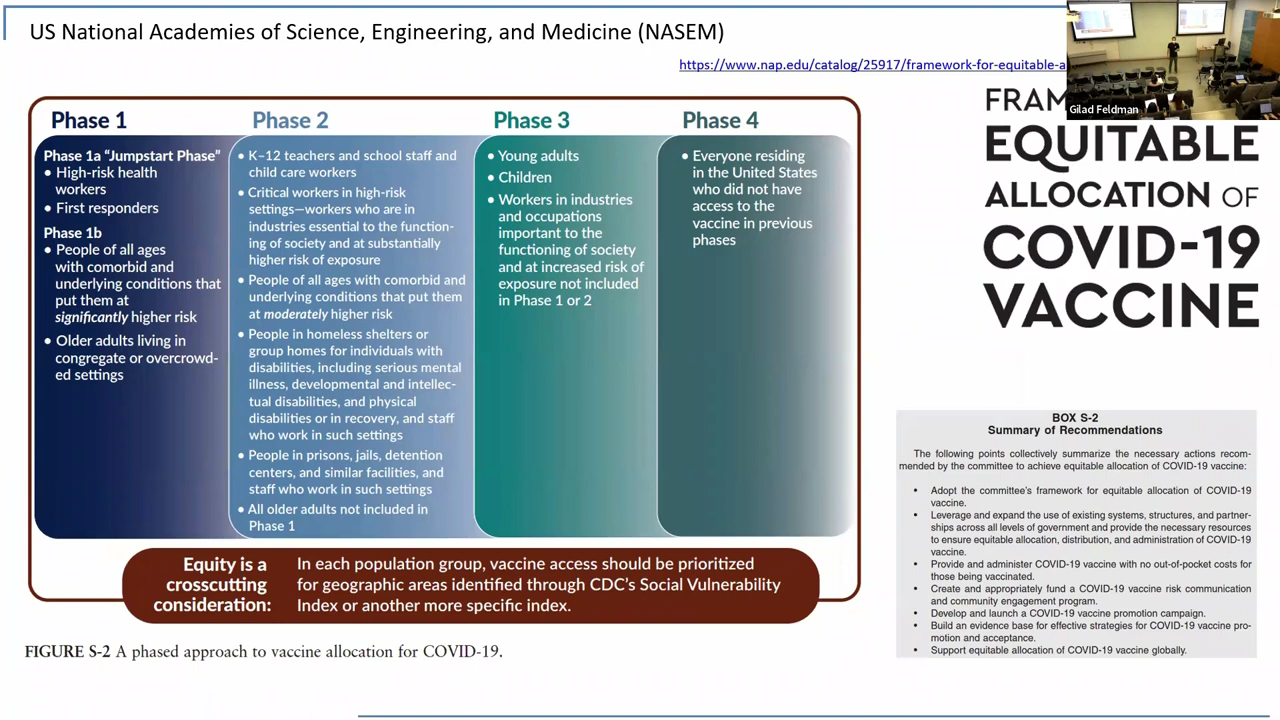 US National Academies of Science, Engineering, and Medicine (NASEM)
https://www.nap.edu/catalog/25917/framework-for-equitable-a
Gilad Feldman
Phase 1
Phase 1a “Jumpstart Phase”
• High-risk health
workers
• First responders
Phase 1b
• People of all ages
with comorbid and
underlying conditions that
put them at
significantly higher risk
• Older adults living in
congregate or overcrowd-
ed settings
Phase 2
• K–12 teachers and school staff and
child care workers
• Critical workers in high-risk
settings—workers who are in
industries essential to the function-
ing of society and at substantially
higher risk of exposure
• People of all ages with comorbid and
underlying conditions that put them
at moderately higher risk
• People in homeless shelters or
group homes for individuals with
disabilities, including serious mental
illness, developmental and intellec-
tual disabilities, and physical
disabilities or in recovery, and staff
who work in such settings
• People in prisons, jails, detention
centers, and similar facilities, and
staff who work in such settings
• All older adults not included in
Phase 1
Phase 3
• Young adults
• Children
• Workers in industries
and occupations
important to the
functioning of society
and at increased risk of
exposure not included
in Phase 1 or 2
Phase 4
• Everyone residing
in the United States
who did not have
access to the
vaccine in previous
phases
Equity is a
crosscutting
consideration:
In each population group, vaccine access should be prioritized
for geographic areas identified through CDC’s Social Vulnerability
Index or another more specific index.
FIGURE S-2 A phased approach to vaccine allocation for COVID-19.
FRAM
EQUITABLE
ALLOCATION OF
COVID-19
VACCINE
BOX S-2
Summary of Recommendations
The following points collectively summarize the necessary actions recom-
mended by the committee to achieve equitable allocation of COVID-19 vaccine:
• Adopt the committee’s framework for equitable allocation of COVID-19
vaccine.
• Leverage and expand the use of existing systems, structures, and partner-
ships across all levels of government and provide the necessary resources
to ensure equitable allocation, distribution, and administration of COVID-19
vaccine.
• Provide and administer COVID-19 vaccine with no out-of-pocket costs for
those being vaccinated.
• Create and appropriately fund a COVID-19 vaccine risk communication
and community engagement program.
• Develop and launch a COVID-19 vaccine promotion campaign.
• Build an evidence base for effective strategies for COVID-19 vaccine pro-
motion and acceptance.
• Support equitable allocation of COVID-19 vaccine globally.